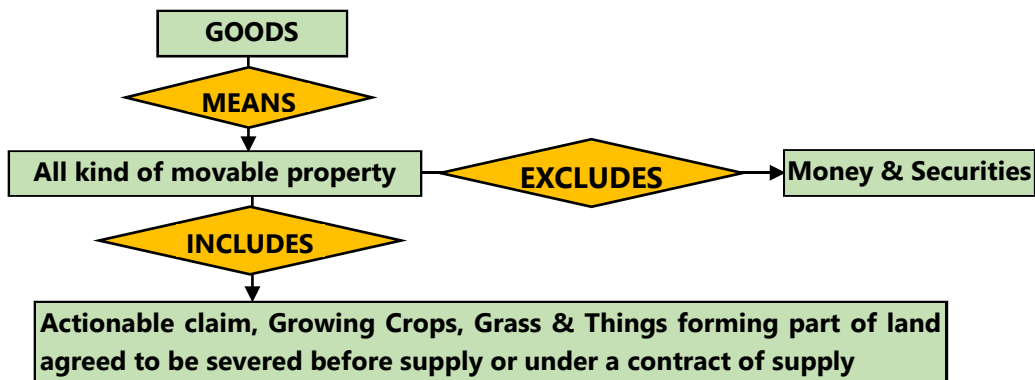 GOODS
MEANS
All kind of movable property
EXCLUDES
Money & Securities
INCLUDES
Actionable claim, Growing Crops, Grass & Things forming part of land
agreed to be severed before supply or under a contract of supply